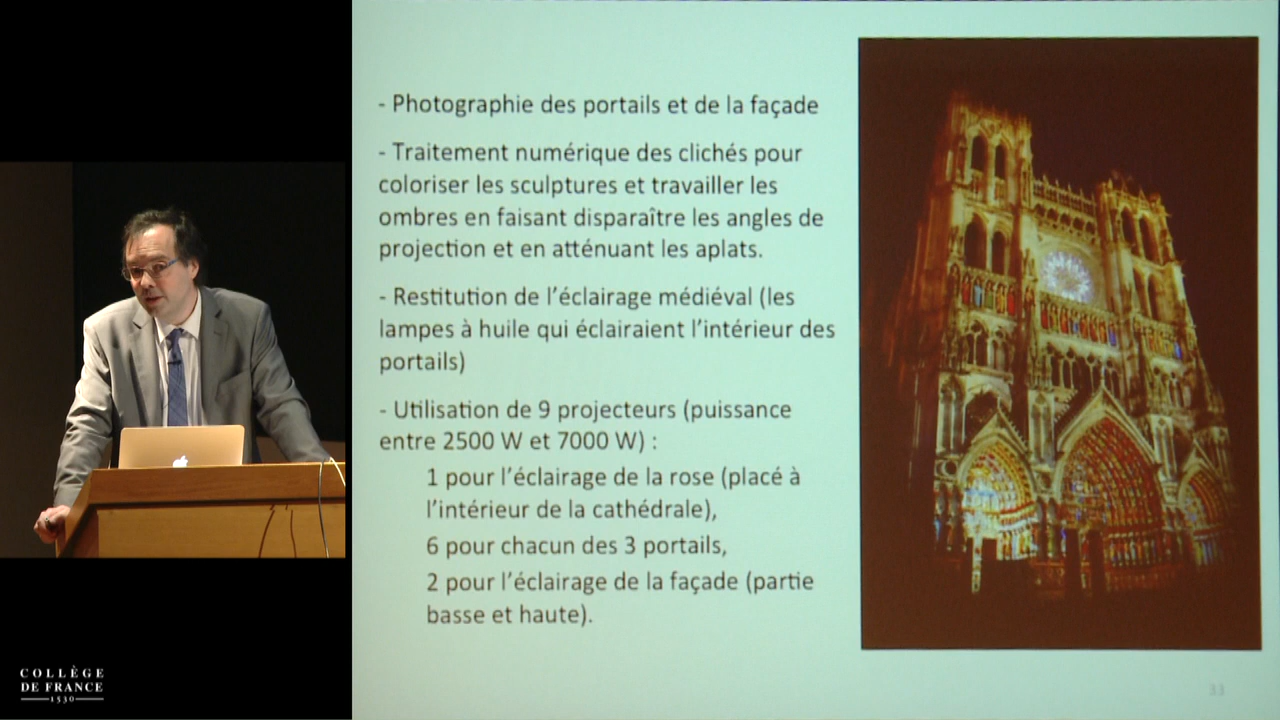 - Photographie des portails et de la façade
- Traitement numérique des clichés pour
coloriser les sculptures et travailler les
ombres en faisant disparaître les angles de
projection et en atténuant les aplats.
- Restitution de l’éclairage médiéval (les
lampes à huile qui éclairaient l’intérieur des
portails)
- Utilisation de 9 projecteurs (puissance
entre 2500 W et 7000 W) :
1 pour l’éclairage de la rose (placé à
l’intérieur de la cathédrale),
6 pour chacun des 3 portails,
2 pour l’éclairage de la façade (partie
basse et haute).
33
COLLÈGE
DE FRANCE
1530